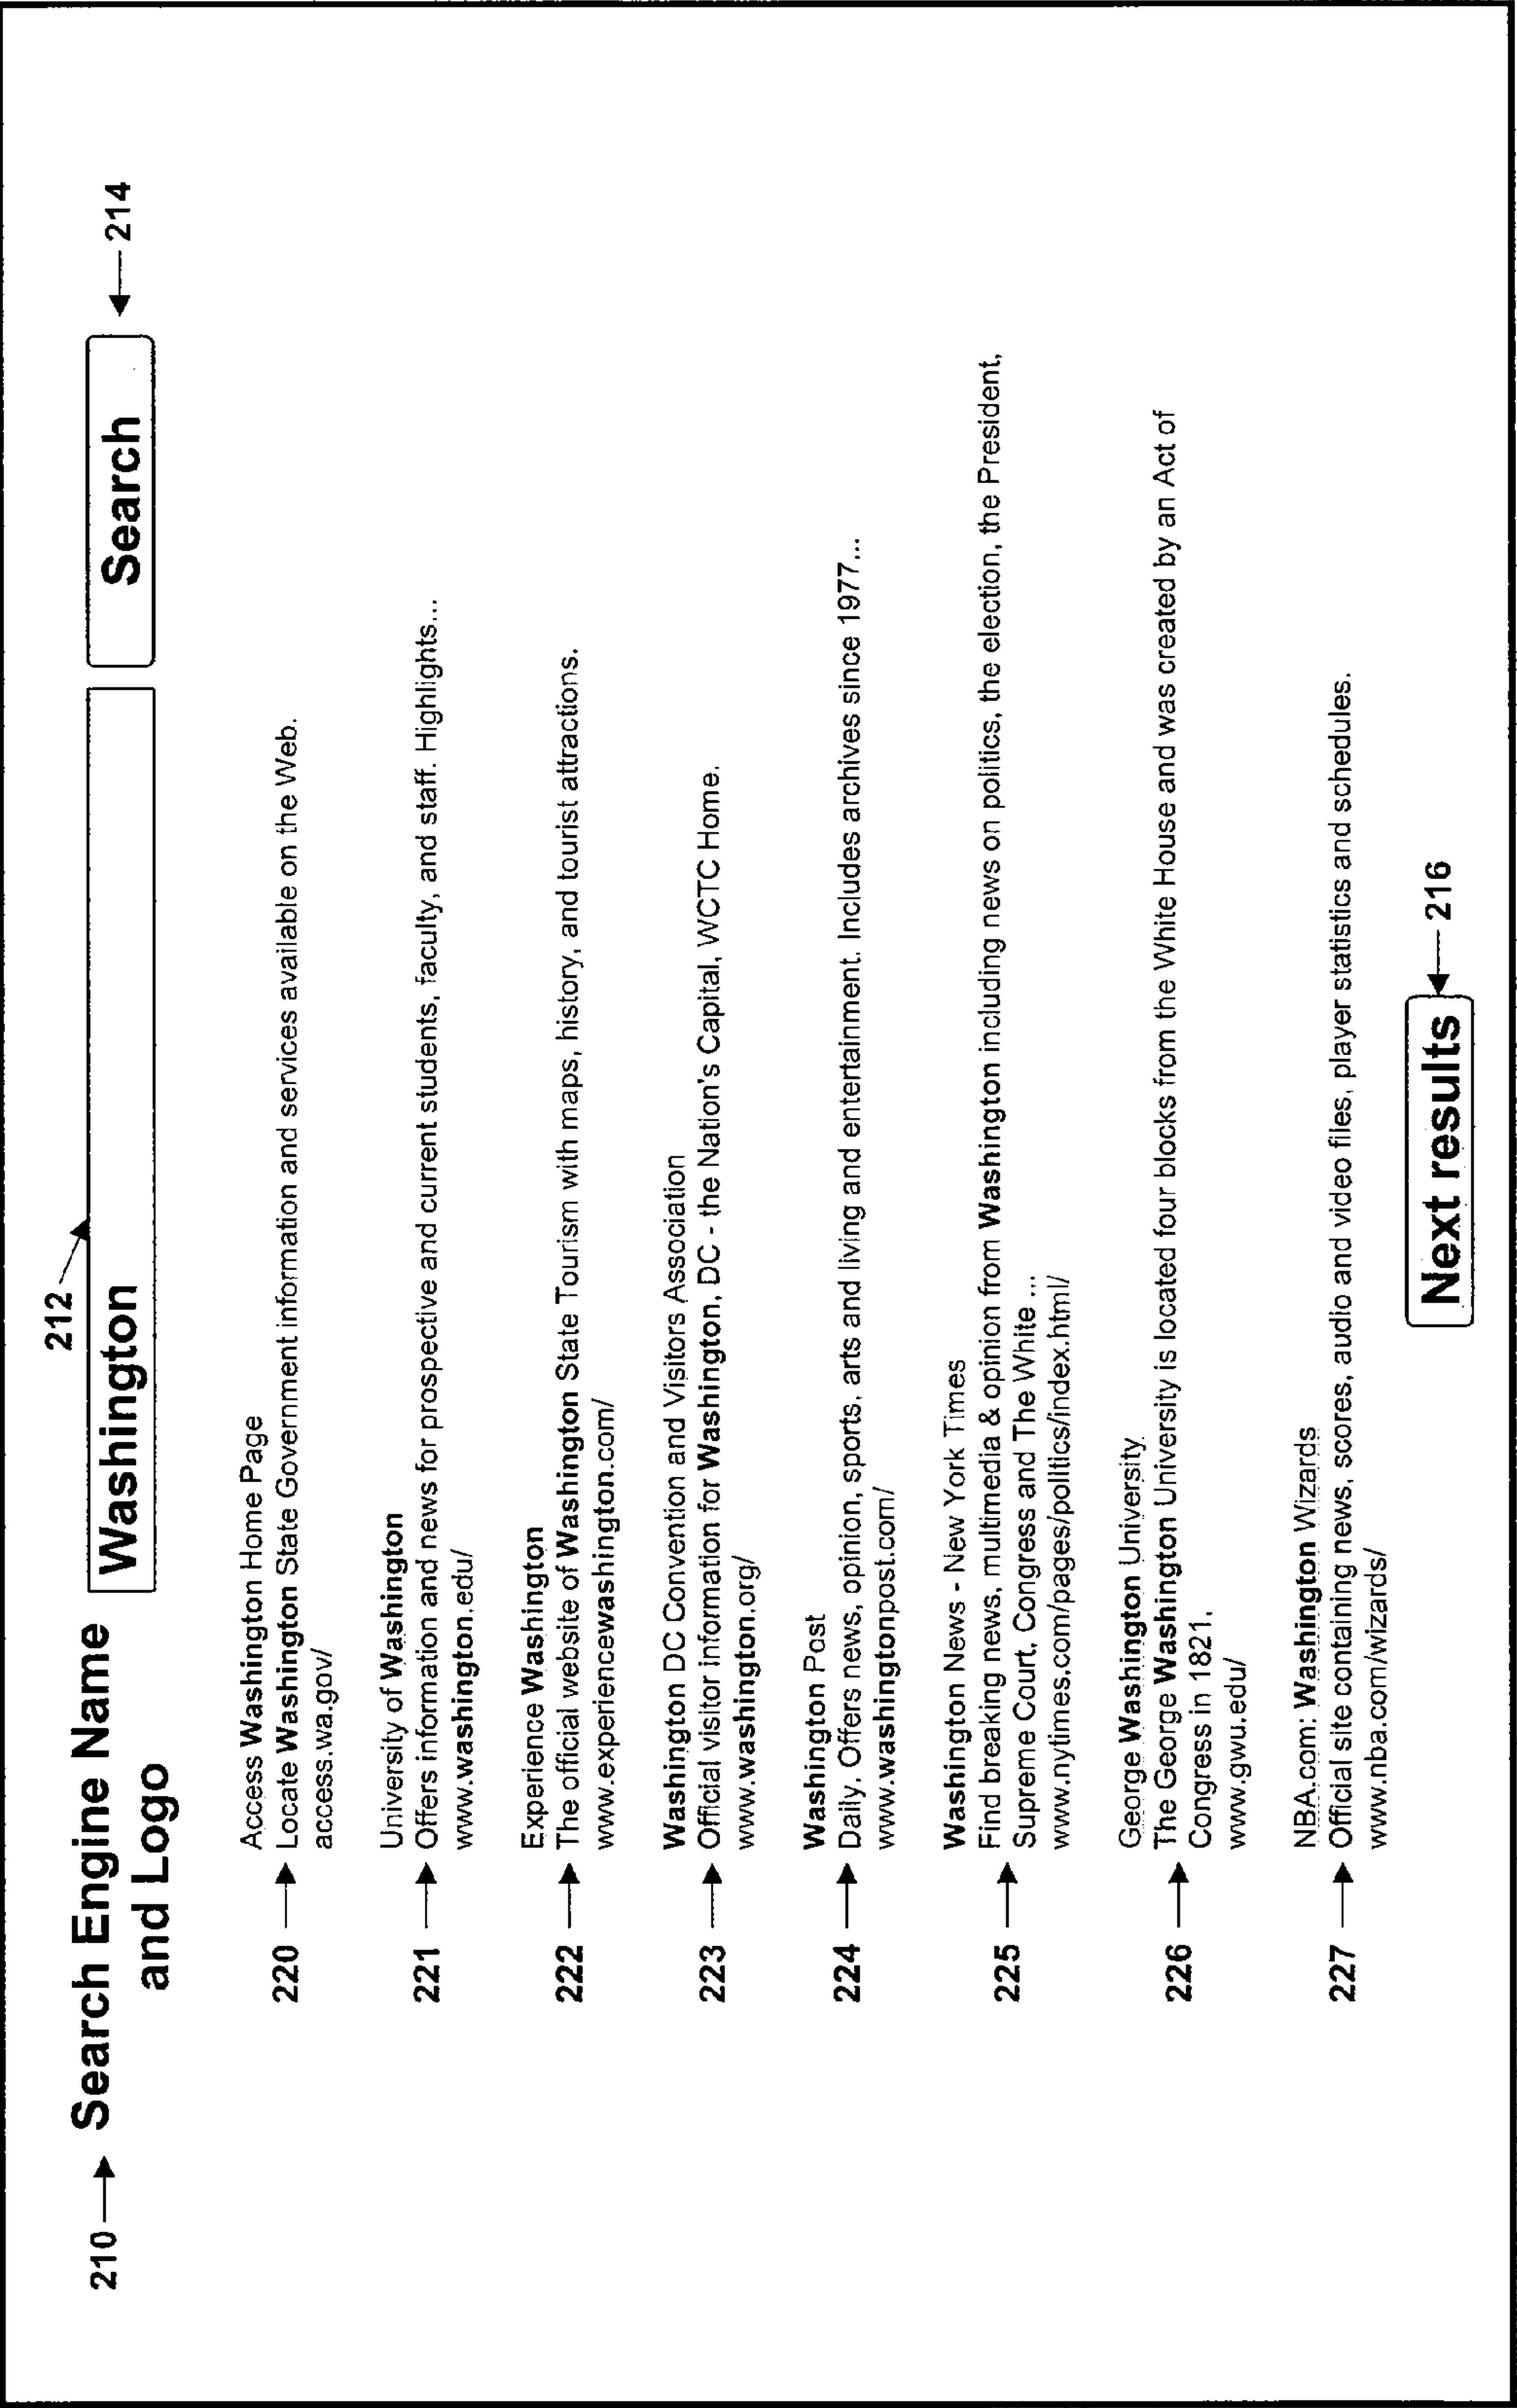 212
210 Search Engine Name Washington Search 214
and Logo
Access Washington Home Page
220 Locate Washington State Government information and services available on the Web.
access.wa.gov/
University of Washington
221 Offers information and news for prospective and current students, faculty, and staff. Highlights...
www.washington.edu/
Experience Washington
222 The official website of Washington State Tourism with maps, history, and tourist attractions.
www.experiencewashington.com/
Washington DC Convention and Visitors Association
223 Official visitor information for Washington, DC - the Nation's Capital, WCTC Home.
www.washington.org/
Washington Post
224 Daily. Offers news, opinion, sports, arts and living and entertainment. Includes archives since 1977...
www.washingtonpost.com/
Washington News - New York Times
225 Find breaking news, multimedia & opinion from Washington including news on politics, the election, the President,
Supreme Court, Congress and The White ...
www.nytimes.com/pages/politics/index.html/
George Washington University
226 The George Washington University is located four blocks from the White House and was created by an Act of
Congress in 1821.
www.gwu.edu/
NBA.com: Washington Wizards
227 Official site containing news, scores, audio and video files, player statistics and schedules.
www.nba.com/wizards/
Next results 216